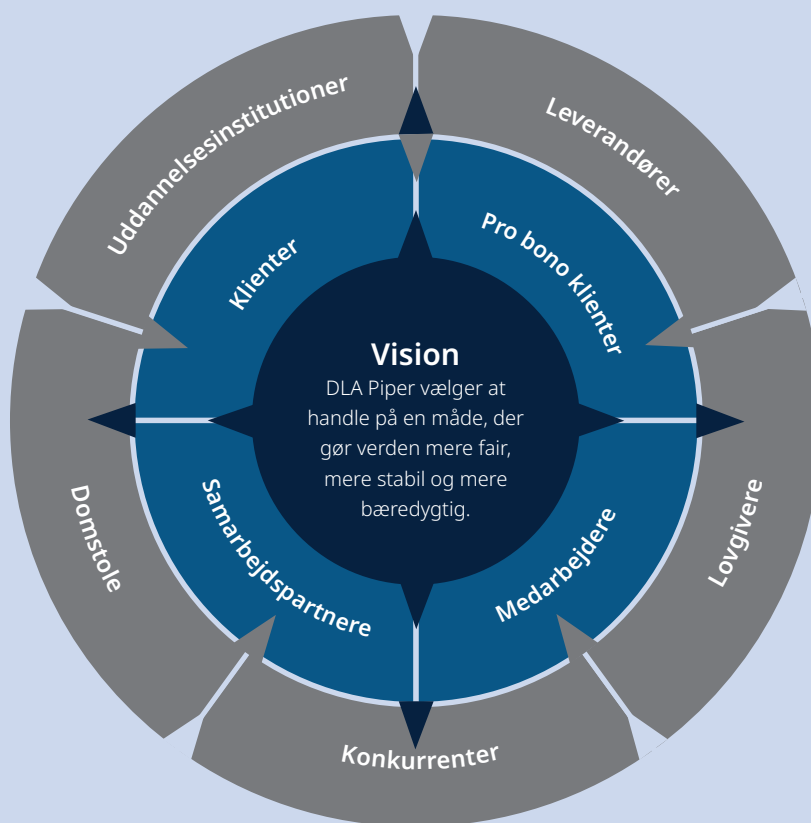 Uddannelsesinstitutioner
Leverandører
Klienter
Pro bono klienter
Vision
DLA Piper vælger at
handle på en måde, der
gør verden mere fair,
mere stabil og mere
bæredygtig.
Domstole
Samarbejdspartnere
Medarbejdere
Lovgivere
Konkurrenter